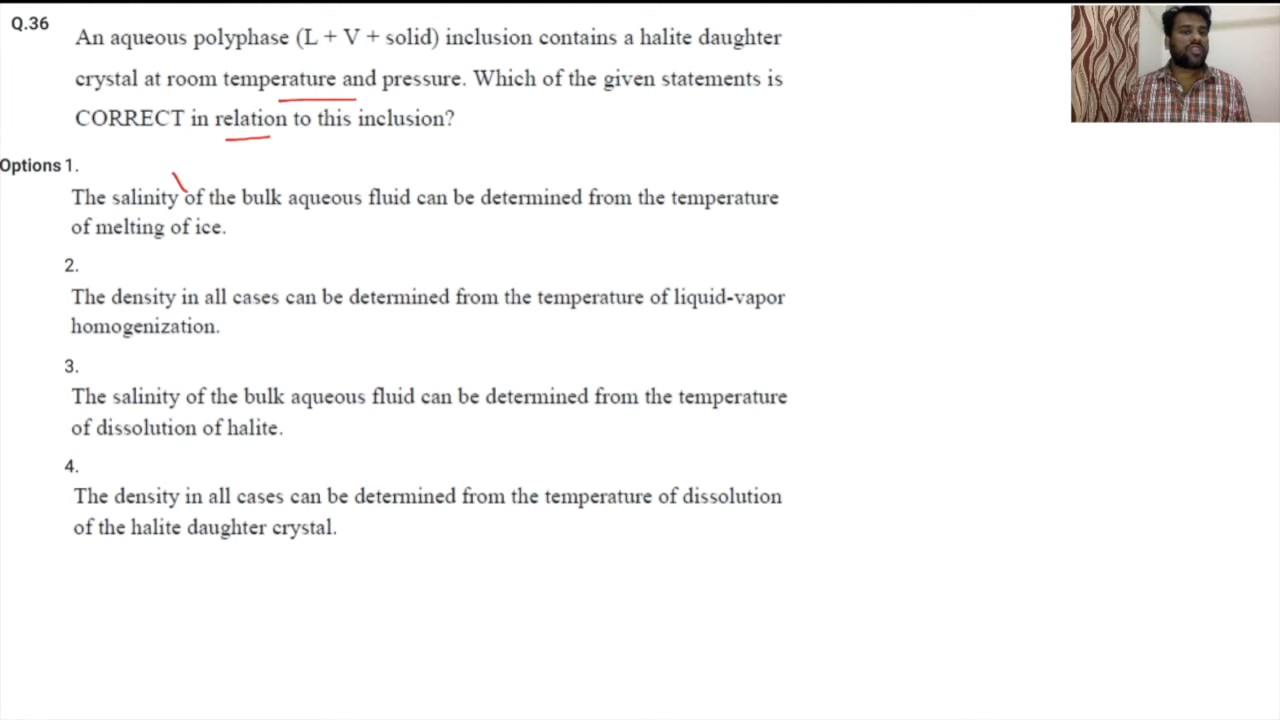 Q.36
An aqueous polyphase (L + V + solid) inclusion contains a halite daughter
crystal at room temperature and pressure. Which of the given statements is
CORRECT in relation to this inclusion?
Options 1.
The salinity of the bulk aqueous fluid can be determined from the temperature
of melting of ice.
2.
The density in all cases can be determined from the temperature of liquid-vapor
homogenization.
3.
The salinity of the bulk aqueous fluid can be determined from the temperature
of dissolution of halite.
4.
The density in all cases can be determined from the temperature of dissolution
of the halite daughter crystal.